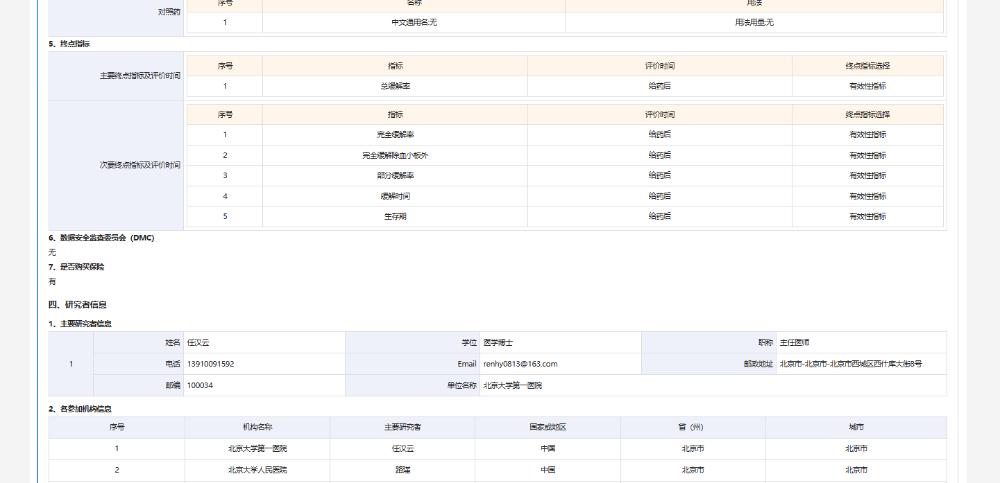 序号 名称 用法
对照药
1 中文通用名:无 用法用量:无
5、终点指标
主要终点指标及评价时间
序号 指标 评价时间 终点指标选择
1 总缓解率 给药后 有效性指标
次要终点指标及评价时间
序号 指标 评价时间 终点指标选择
1 完全缓解率 给药后 有效性指标
2 完全缓解除血小板外 给药后 有效性指标
3 部分缓解率 给药后 有效性指标
4 缓解时间 给药后 有效性指标
5 生存期 给药后 有效性指标
6、数据安全监查委员会（DMC）
无
7、是否购买保险
有
四、研究者信息
1、主要研究者信息
1 姓名 任汉云 学位 医学博士 职称 主任医师
电话 13910091592 Email renhy0813@163.com 邮政地址 北京市-北京市-北京市西城区西什库大街8号
邮编 100034 单位名称 北京大学第一医院
2、各参加机构信息
序号 机构名称 主要研究者 国家或地区 省（州） 城市
1 北京大学第一医院 任汉云 中国 北京市 北京市
2 北京大学人民医院 路瑾 中国 北京市 北京市